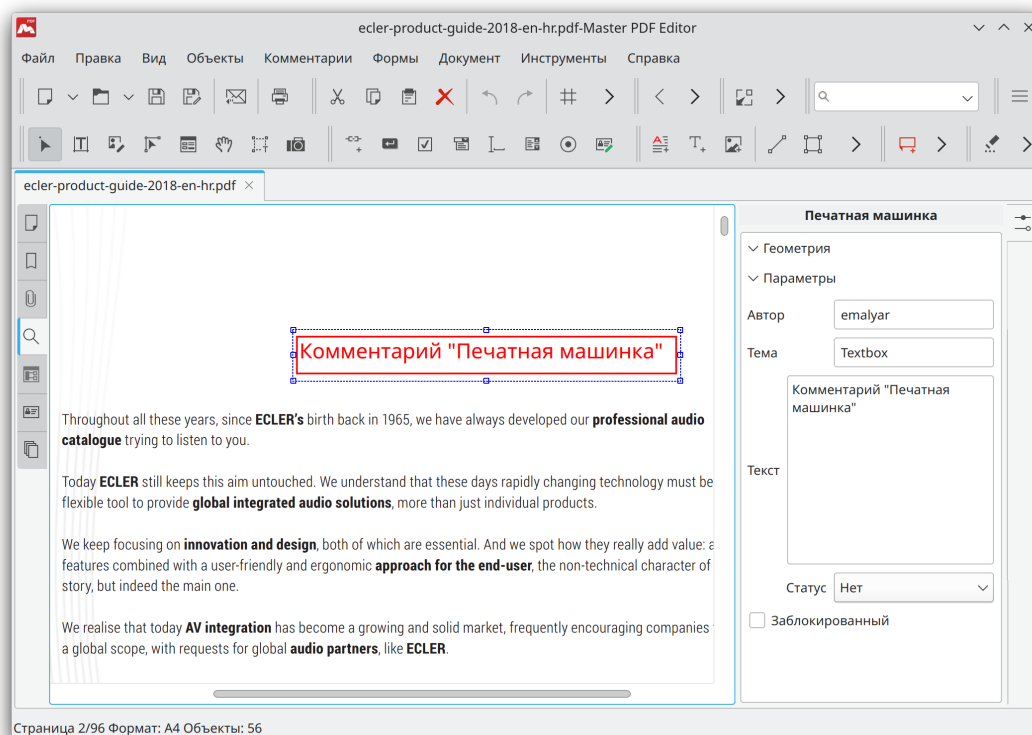 ecler-product-guide-2018-en-hr.pdf-Master PDF Editor
Файл Правка Вид Объекты Комментарии Формы Документ Инструменты Справка
ecler-product-guide-2018-en-hr.pdf
Комментарий "Печатная машинка"
Throughout all these years, since ECLER's birth back in 1965, we have always developed our professional audio
catalogue trying to listen to you.
Today ECLER still keeps this aim untouched. We understand that these days rapidly changing technology must be
flexible tool to provide global integrated audio solutions, more than just individual products.
We keep focusing on innovation and design, both of which are essential. And we spot how they really add value: a
features combined with a user-friendly and ergonomic approach for the end-user, the non-technical character of
story, but indeed the main one.
We realise that today AV integration has become a growing and solid market, frequently encouraging companies
a global scope, with requests for global audio partners, like ECLER.
Печатная машинка
Геометрия
Параметры
Автор emalyar
Тема Textbox
Комментарий "Печатная
машинка"
Текст
Статус Нет
Заблокированный
Страница 2/96 Формат: A4 Объекты: 56